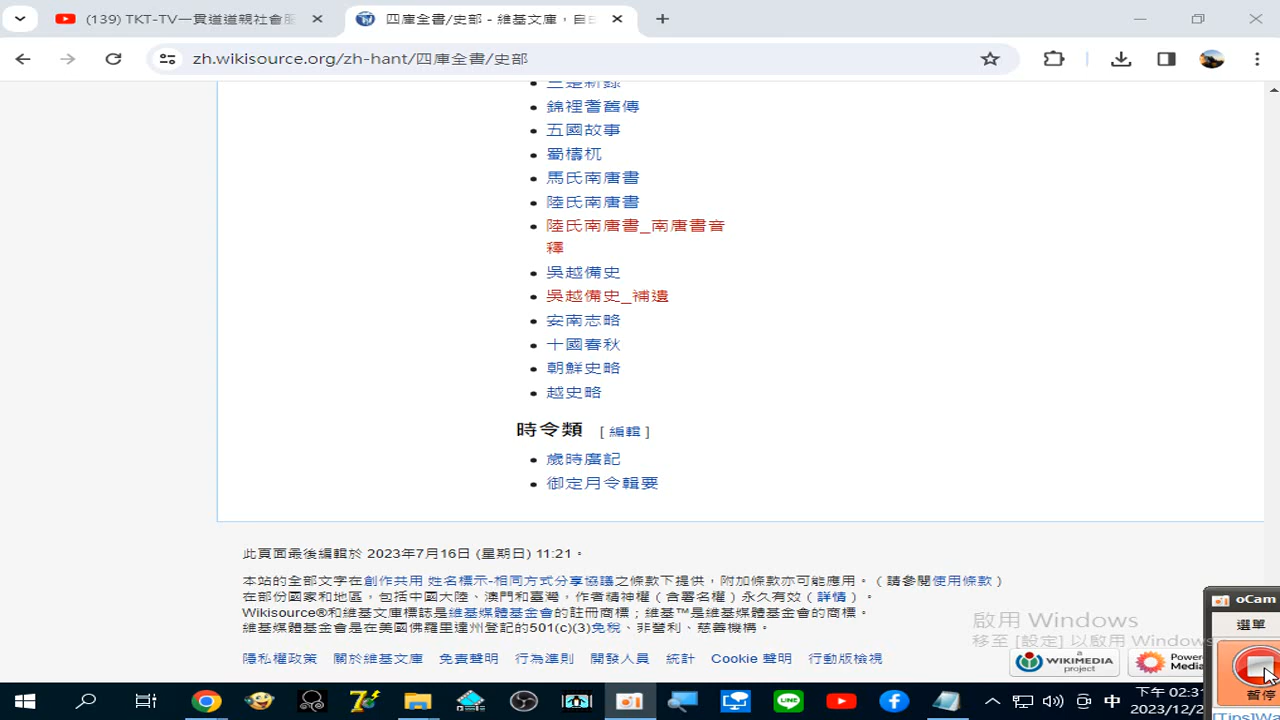 (139) TKT-TV一貫道道親社會服
四庫全書/史部 - 維基文庫，自由
zh.wikisource.org/zh-hant/四庫全書/史部
三楚新錄
錦裡耆舊傳
五國故事
蜀檮杌
馬氏南唐書
陸氏南唐書
陸氏南唐書_南唐書音
釋
吳越備史
吳越備史_補遺
安南志略
十國春秋
朝鮮史略
越史略
時令類 [ 編輯 ]
歲時廣記
御定月令輯要
此頁面最後編輯於 2023年7月16日 (星期日) 11:21。
本站的全部文字在創作共用 姓名標示-相同方式分享協議之條款下提供，附加條款亦可能應用。（請參閱使用條款）
在部份國家和地區，包括中國大陸、澳門和臺灣，作者精神權（含署名權）永久有效（詳情）。
Wikisource®和維基文庫標誌是維基媒體基金會的註冊商標；維基™是維基媒體基金會的商標。
維基媒體基金會是在美國佛羅里達州登記的501(c)(3)免稅、非營利、慈善機構。
隱私權政策 關於維基文庫 免責聲明 行為準則 開發人員 統計 Cookie 聲明 行動版檢視
啟用 Windows
移至 [設定] 以啟用 Windows
a
WIKIMEDIA
Powere
Media
oCam
選單
暫停
[Tips]Wa
中
下午 02:31
2023/12/2